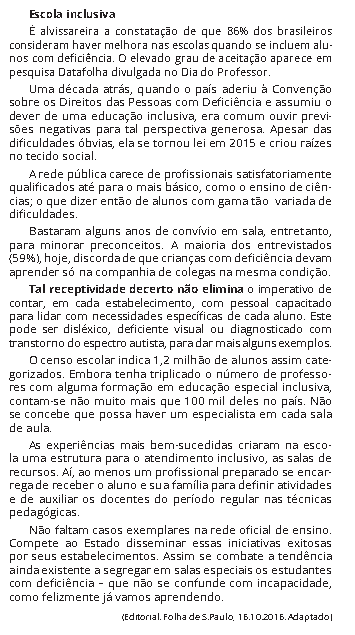 Escola inclusiva
É alvissareira a constatação de que 86% dos brasileiros
consideram haver melhora nas escolas quando se incluem alu-
nos com deficiência. O elevado grau de aceitação aparece em
pesquisa Datafolha divulgada no Dia do Professor.
Uma década atrás, quando o país aderiu à Convenção
sobre os Direitos das Pessoas com Deficiência e assumiu o
dever de uma educação inclusiva, era comum ouvir previ-
sões negativas para tal perspectiva generosa. Apesar das
dificuldades óbvias, ela se tornou lei em 2015 e criou raízes
no tecido social.
A rede pública carece de profissionais satisfatoriamente
qualificados até para o mais básico, como o ensino de ciên-
cias; o que dizer então de alunos com gama tão variada de
dificuldades.
Bastaram alguns anos de convívio em sala, entretanto,
para minorar preconceitos. A maioria dos entrevistados
(59%), hoje, discorda de que crianças com deficiência devam
aprender só na companhia de colegas na mesma condição.
Tal receptividade decerto não elimina o imperativo de
contar, em cada estabelecimento, com pessoal capacitado
para lidar com necessidades específicas de cada aluno. Este
pode ser disléxico, deficiente visual ou diagnosticado com
transtorno do espectro autista, para dar mais alguns exemplos.
O censo escolar indica 1,2 milhão de alunos assim cate-
gorizados. Embora tenha triplicado o número de professo-
res com alguma formação em educação especial inclusiva,
contam-se não muito mais que 100 mil deles no país. Não
se concebe que possa haver um especialista em cada sala
de aula.
As experiências mais bem-sucedidas criaram na esco-
la uma estrutura para o atendimento inclusivo, as salas de
recursos. Aí, ao menos um profissional preparado se encar-
rega de receber o aluno e sua família para definir atividades
e de auxiliar os docentes do período regular nas técnicas
pedagógicas.
Não faltam casos exemplares na rede oficial de ensino.
Compete ao Estado disseminar essas iniciativas exitosas
por seus estabelecimentos. Assim se combate a tendência
ainda existente a segregar em salas especiais os estudantes
com deficiência – que não se confunde com incapacidade,
como felizmente já vamos aprendendo.
(Editorial. Folha de S.Paulo, 16.10.2016. Adaptado)